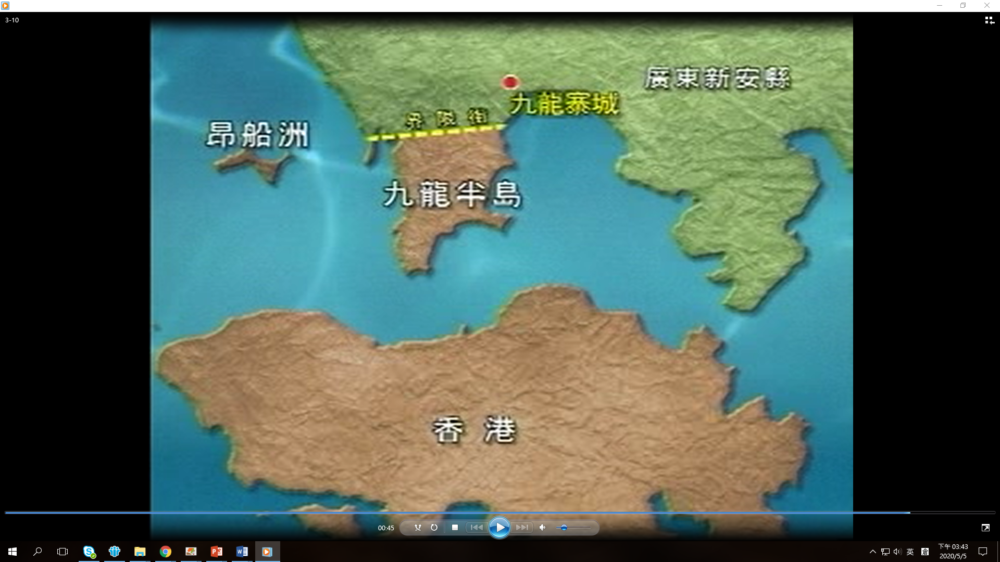 3-10
廣東新安縣
九龍寨城
界限街
昂船洲
九龍半島
香港
00:45
英
倉
下午 03:43
2020/5/5